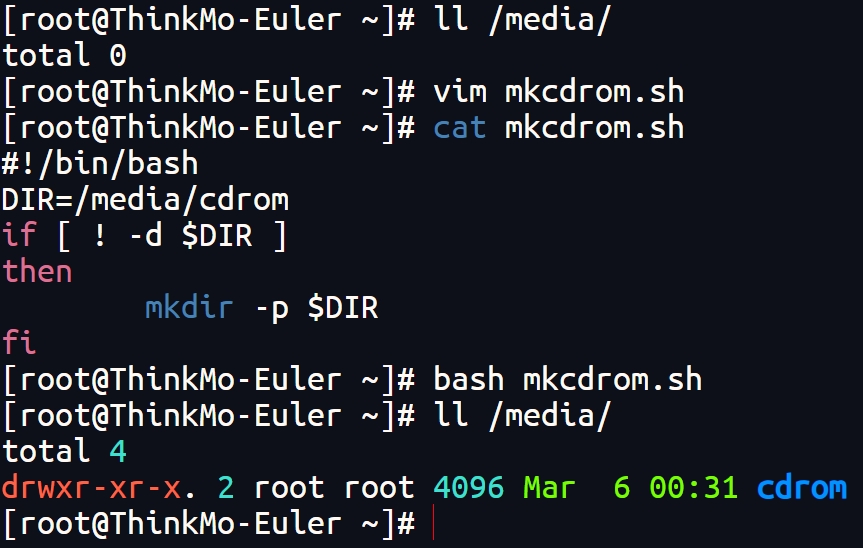 [root@ThinkMo-Euler ~]# ll /media/
total 0
[root@ThinkMo-Euler ~]# vim mkcdrom.sh
[root@ThinkMo-Euler ~]# cat mkcdrom.sh
#!/bin/bash
DIR=/media/cdrom
if [ ! -d $DIR ]
then
        mkdir -p $DIR
fi
[root@ThinkMo-Euler ~]# bash mkcdrom.sh
[root@ThinkMo-Euler ~]# ll /media/
total 4
drwxr-xr-x. 2 root root 4096 Mar  6 00:31 cdrom
[root@ThinkMo-Euler ~]#